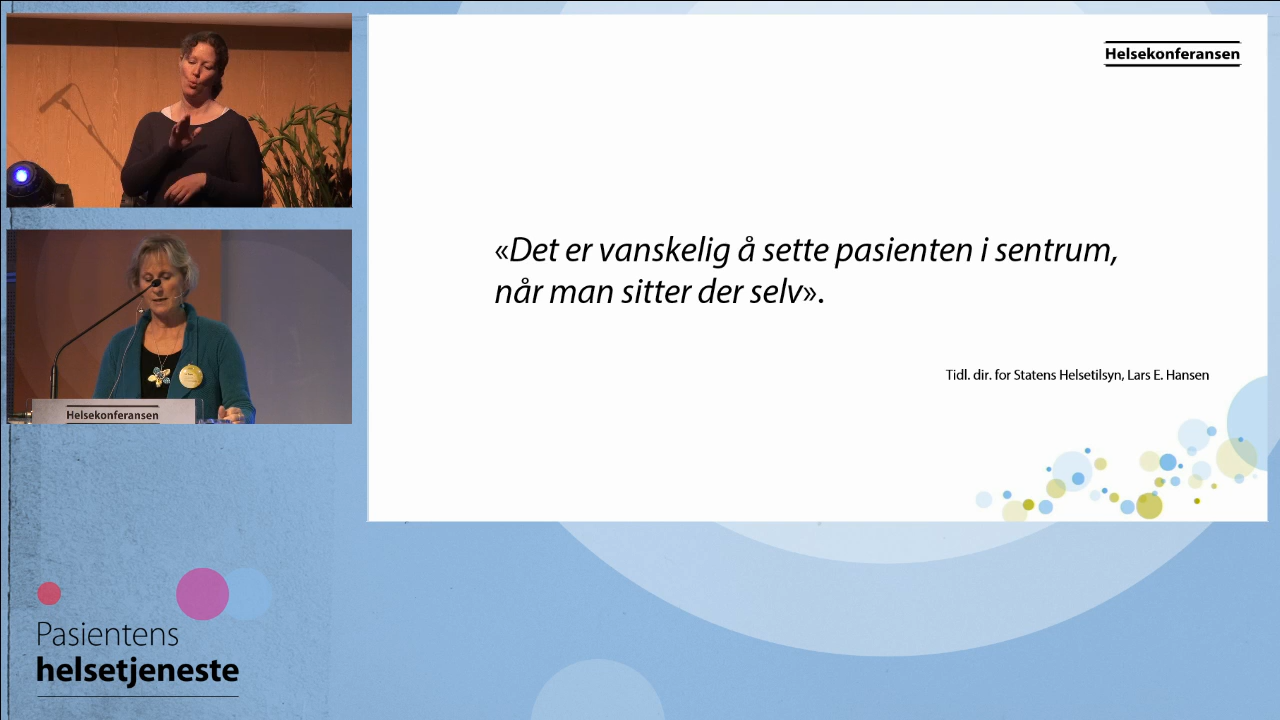 Helsekonferansen
«Det er vanskelig å sette pasienten i sentrum,
når man sitter der selv».
Tidl. dir. for Statens Helsetilsyn, Lars E. Hansen
Helsekonferansen
Pasientens
helsetjeneste